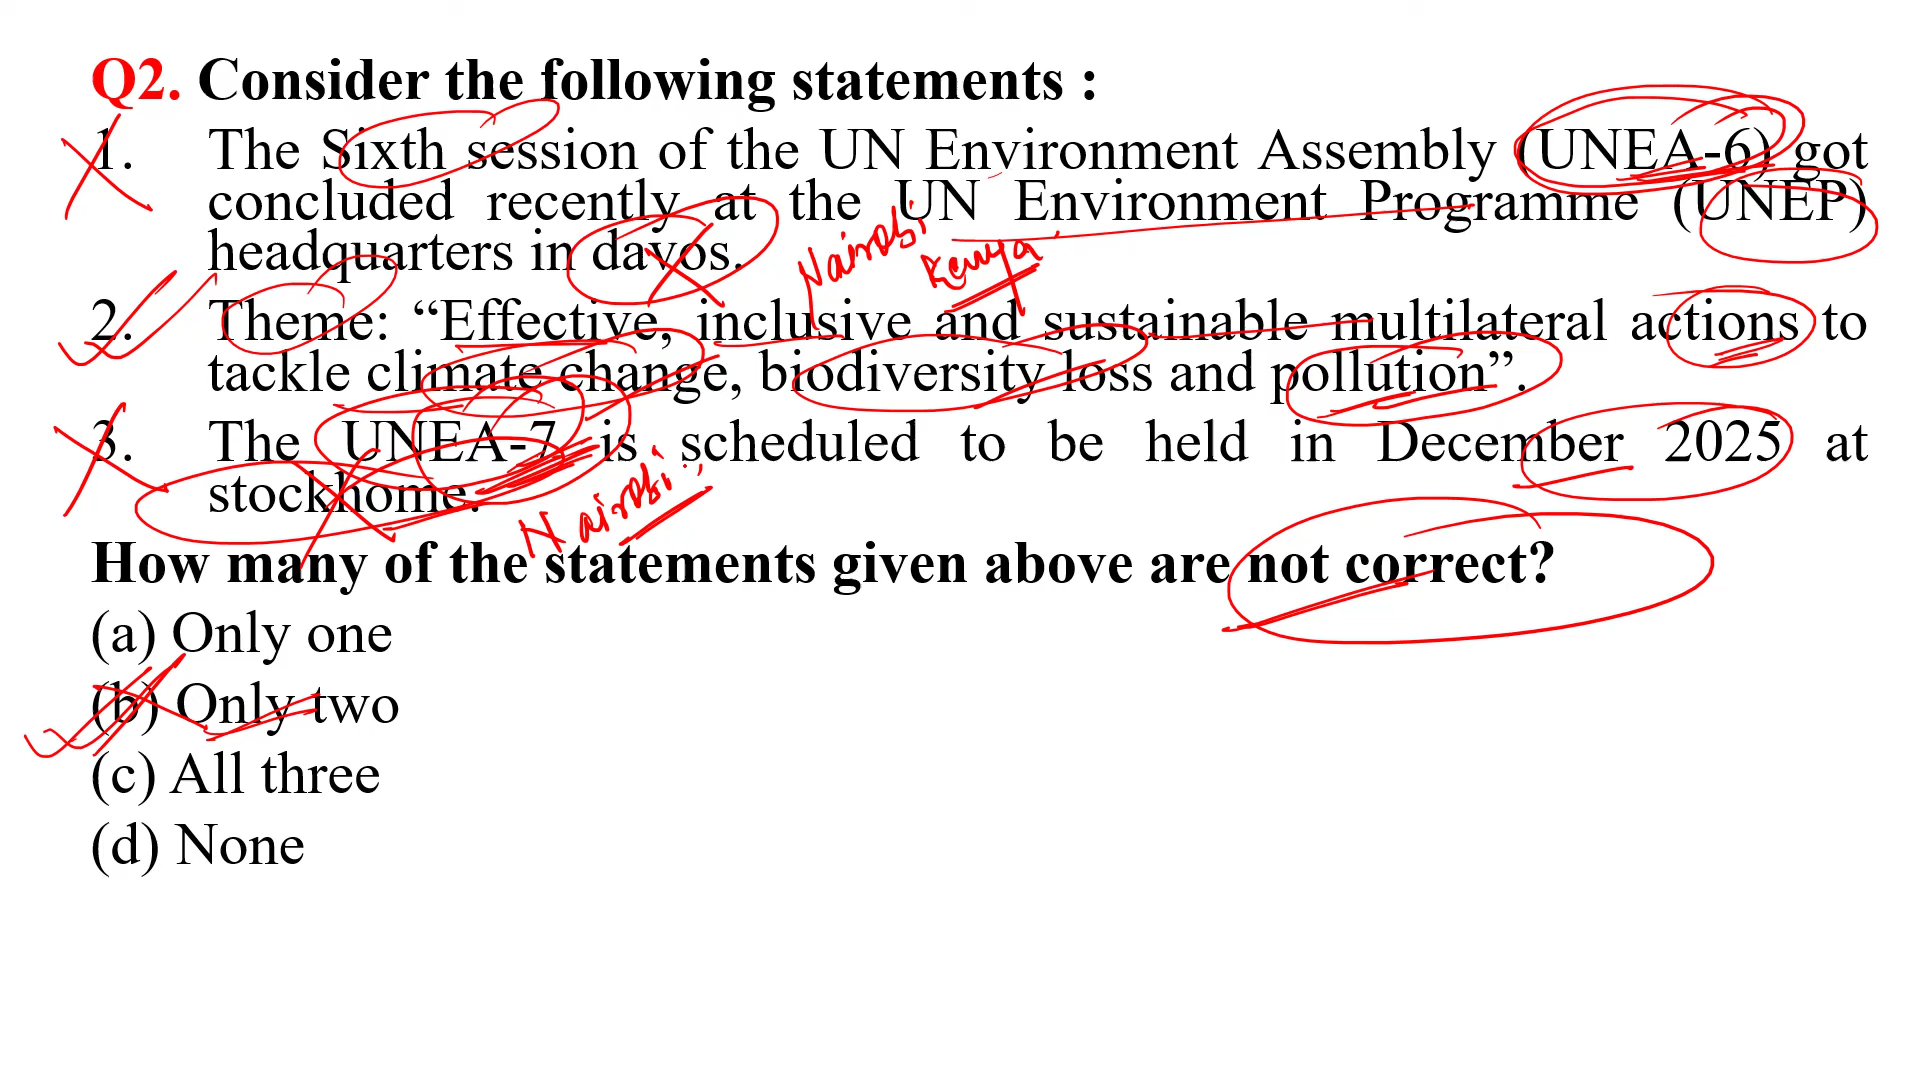 Q2. Consider the following statements :
1. The Sixth session of the UN Environment Assembly (UNEA-6) got
concluded recently at the UN Environment Programme (UNEP)
headquarters in davos.
Nairobi
Kenya
2. Theme: “Effective, inclusive and sustainable multilateral actions to
tackle climate change, biodiversity loss and pollution”.
3. The UNEA-7 is scheduled to be held in December 2025 at
stockhome.
Nairobi
How many of the statements given above are not correct?
(a) Only one
(b) Only two
(c) All three
(d) None